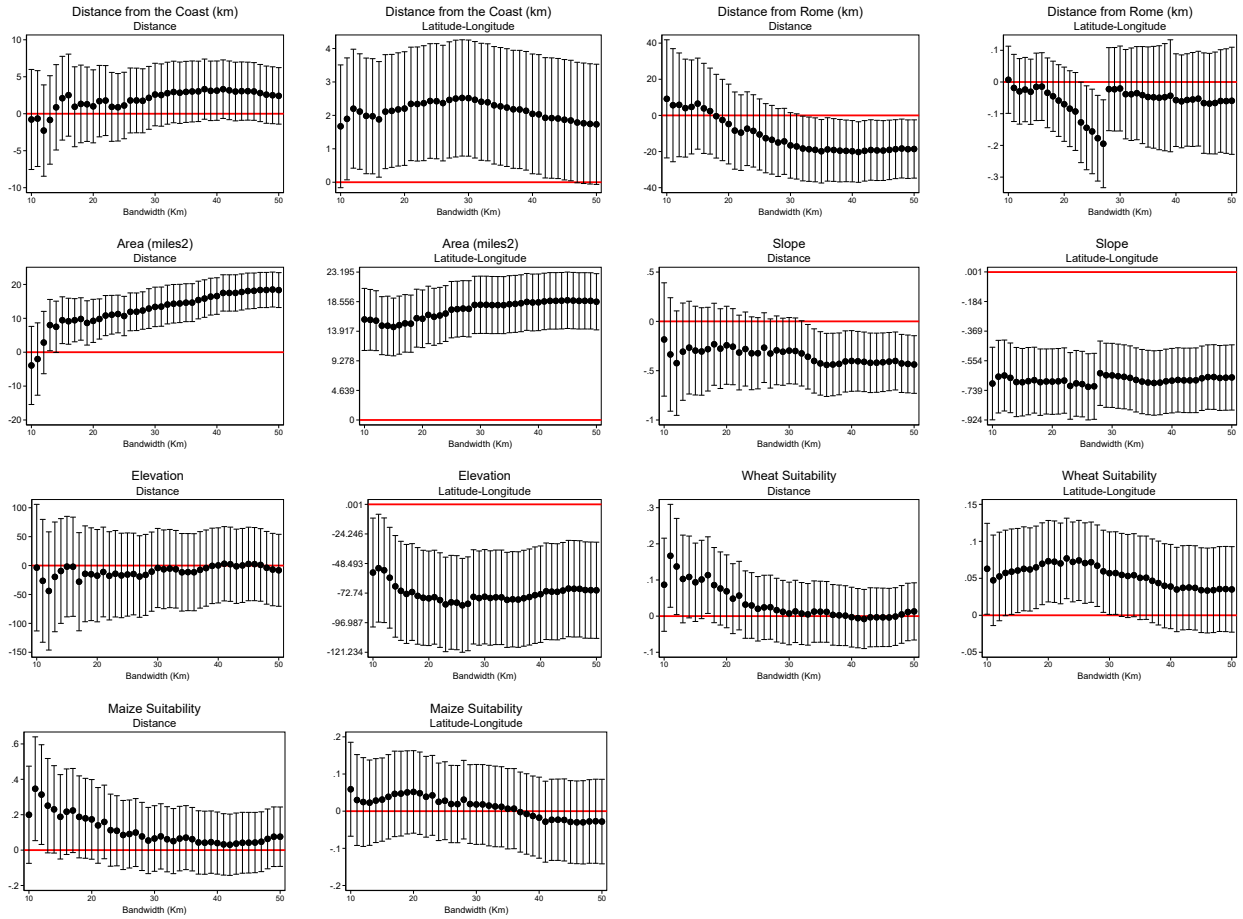 Distance from the Coast (km)
Distance
10
5
0
-5
-10
10 20 30 40 50
Bandwidth (Km)
Distance from the Coast (km)
Latitude-Longitude
4
2
0
10 20 30 40 50
Bandwidth (Km)
Distance from Rome (km)
Distance
40
20
0
-20
-40
10 20 30 40 50
Bandwidth (Km)
Distance from Rome (km)
Latitude-Longitude
.1
0
-.1
-.2
-.3
10 20 30 40 50
Bandwidth (Km)
Area (miles2)
Distance
20
10
0
-10
-20
10 20 30 40 50
Bandwidth (Km)
Area (miles2)
Latitude-Longitude
23.195
18.556
13.917
9.278
4.639
0
10 20 30 40 50
Bandwidth (Km)
Slope
Distance
.5
0
-.5
-1
10 20 30 40 50
Bandwidth (Km)
Slope
Latitude-Longitude
.001
-.184
-.369
-.554
-.739
-.924
10 20 30 40 50
Bandwidth (Km)
Elevation
Distance
100
50
0
-50
-100
-150
10 20 30 40 50
Bandwidth (Km)
Elevation
Latitude-Longitude
.001
-24.246
-48.493
-72.74
-96.987
-121.234
10 20 30 40 50
Bandwidth (Km)
Wheat Suitability
Distance
.3
.2
.1
0
-.1
10 20 30 40 50
Bandwidth (Km)
Wheat Suitability
Latitude-Longitude
.15
.1
.05
0
-.05
10 20 30 40 50
Bandwidth (Km)
Maize Suitability
Distance
.6
.4
.2
0
-.2
10 20 30 40 50
Bandwidth (Km)
Maize Suitability
Latitude-Longitude
.2
.1
0
-.1
-.2
10 20 30 40 50
Bandwidth (Km)